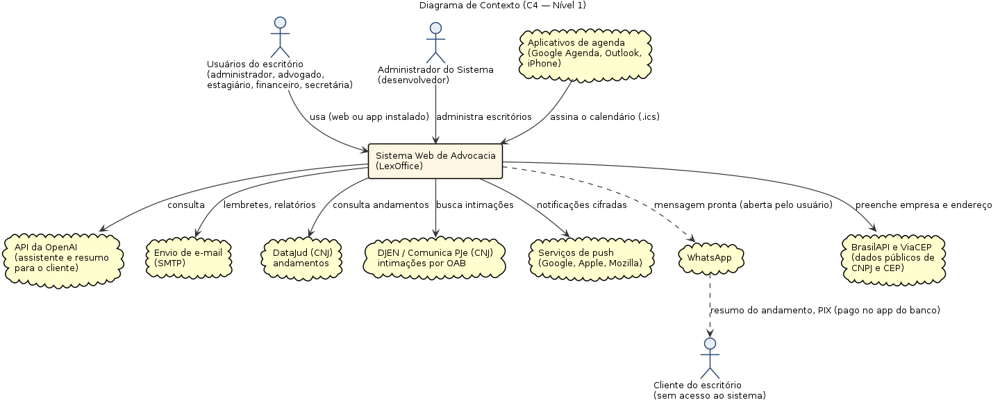 Diagrama de Contexto (C4 — Nível 1)
Usuários do escritório
(administrador, advogado,
estagiário, financeiro, secretária)
Administrador do Sistema
(desenvolvedor)
Aplicativos de agenda
(Google Agenda, Outlook,
iPhone)
usa (web ou app instalado)
administra escritórios
assina o calendário (.ics)
Sistema Web de Advocacia
(LexOffice)
consulta
lembretes, relatórios
consulta andamentos
busca intimações
notificações cifradas
mensagem pronta (aberta pelo usuário)
preenche empresa e endereço
API da OpenAI
(assistente e resumo
para o cliente)
Envio de e-mail
(SMTP)
DataJud (CNJ)
andamentos
DJEN / Comunica PJe (CNJ)
intimações por OAB
Serviços de push
(Google, Apple, Mozilla)
WhatsApp
BrasilAPI e ViaCEP
(dados públicos de
CNPJ e CEP)
resumo do andamento, PIX (pago no app do banco)
Cliente do escritório
(sem acesso ao sistema)